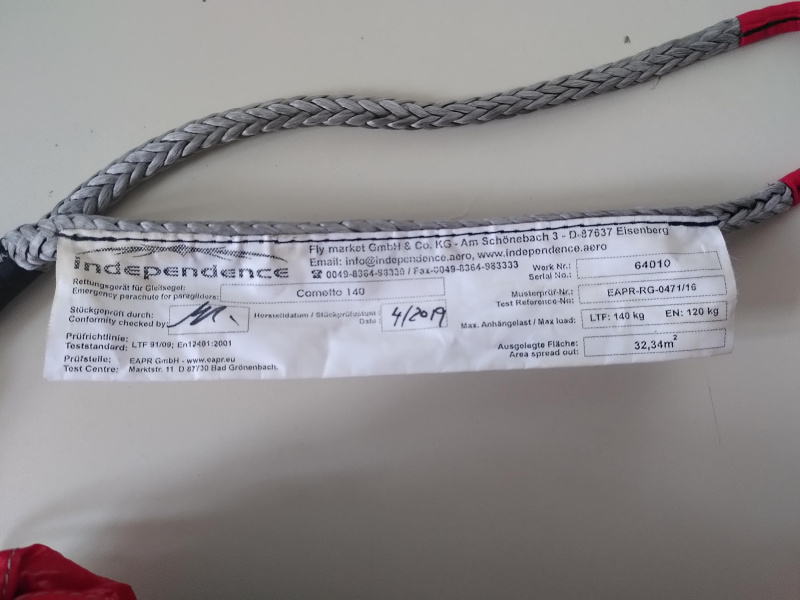 independence
Fly market GmbH & Co. KG - Am Schönebach 3 - D-87637 Eisenberg
Email: info@independence.aero, www.independence.aero
☎ 0049-8364-98330 / Fax-0049-8364-983333
Rettungsgerät für Gleitsegel:
Emergency parachute for paragliders:
Cometto 140
Work Nr.:
Serial No.:
64010
Stückgeprüft durch:
Conformity checked by:
Herstelldatum / Stückprüfdatum:
Date:
4/2019
Musterprüf-Nr.:
Test Reference-No:
EAPR-RG-0471/16
Max. Anhängelast / Max load:
LTF: 140 kg EN: 120 kg
Prüfrichtlinie:
Teststandard: LTF 91/09; En12401:2001
Prüfstelle: EAPR GmbH - www.eapr.eu
Test Centre: Marktstr. 11 D 87730 Bad Grönenbach.
Ausgelegte Fläche:
Area spread out:
32,34m²